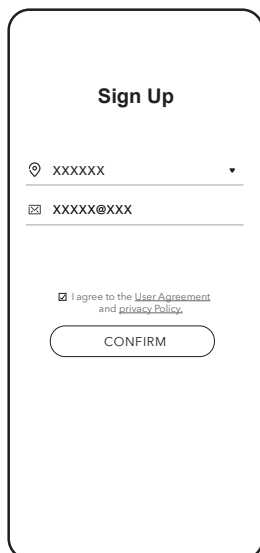 Sign Up
XXXXXX
XXXXX@XXX
I agree to the User Agreement
and privacy Policy.
CONFIRM